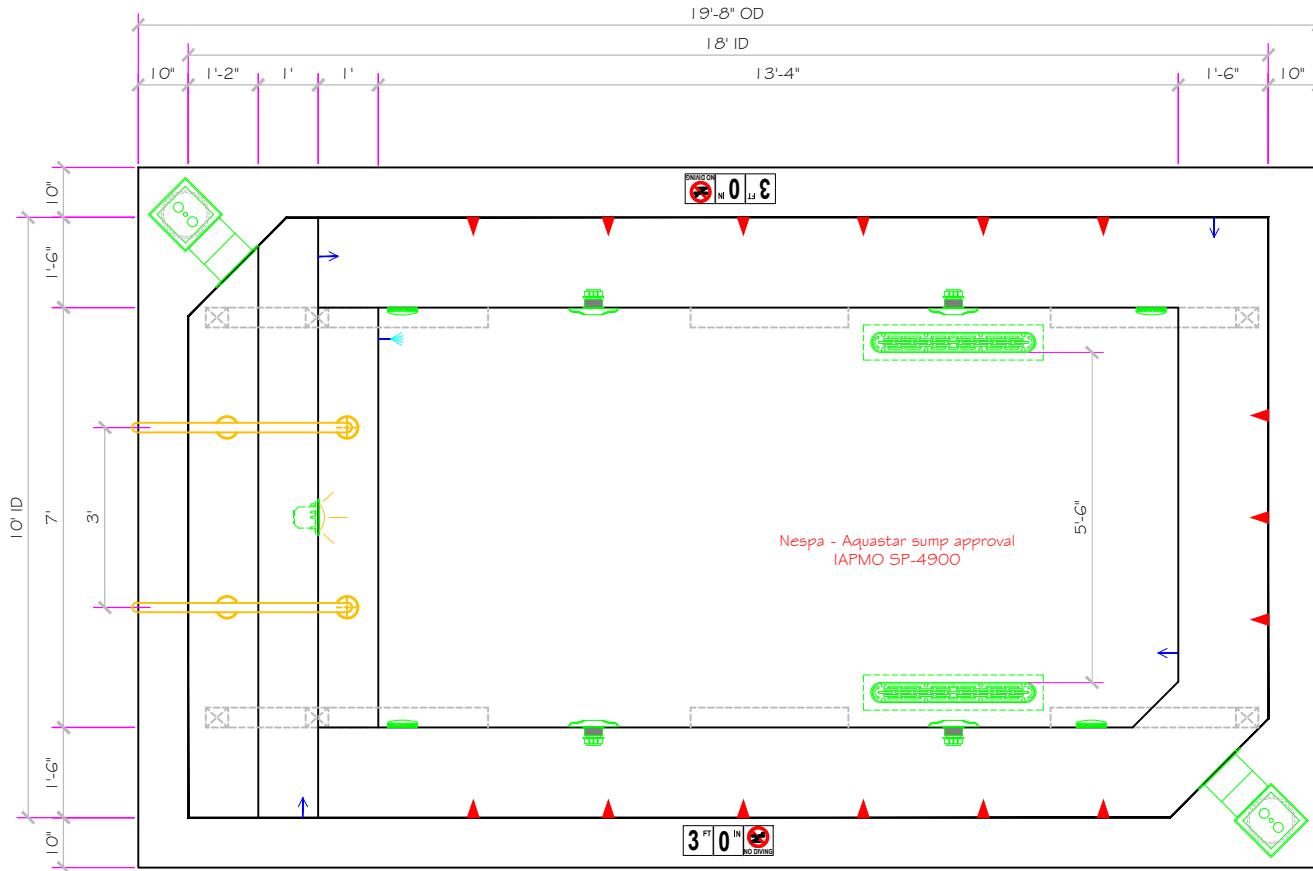 19'-8" OD
18' ID
10" 1'-2" 1' 1' 13'-4" 1'-6" 10"
10"
NO DIVING 0 IN 3 FT
1'-6"
10' ID
7'
3'
5'-6"
Nespa - Aquastar sump approval
IAPMO SP-4900
1'-6"
10"
3 FT 0 IN NO DIVING